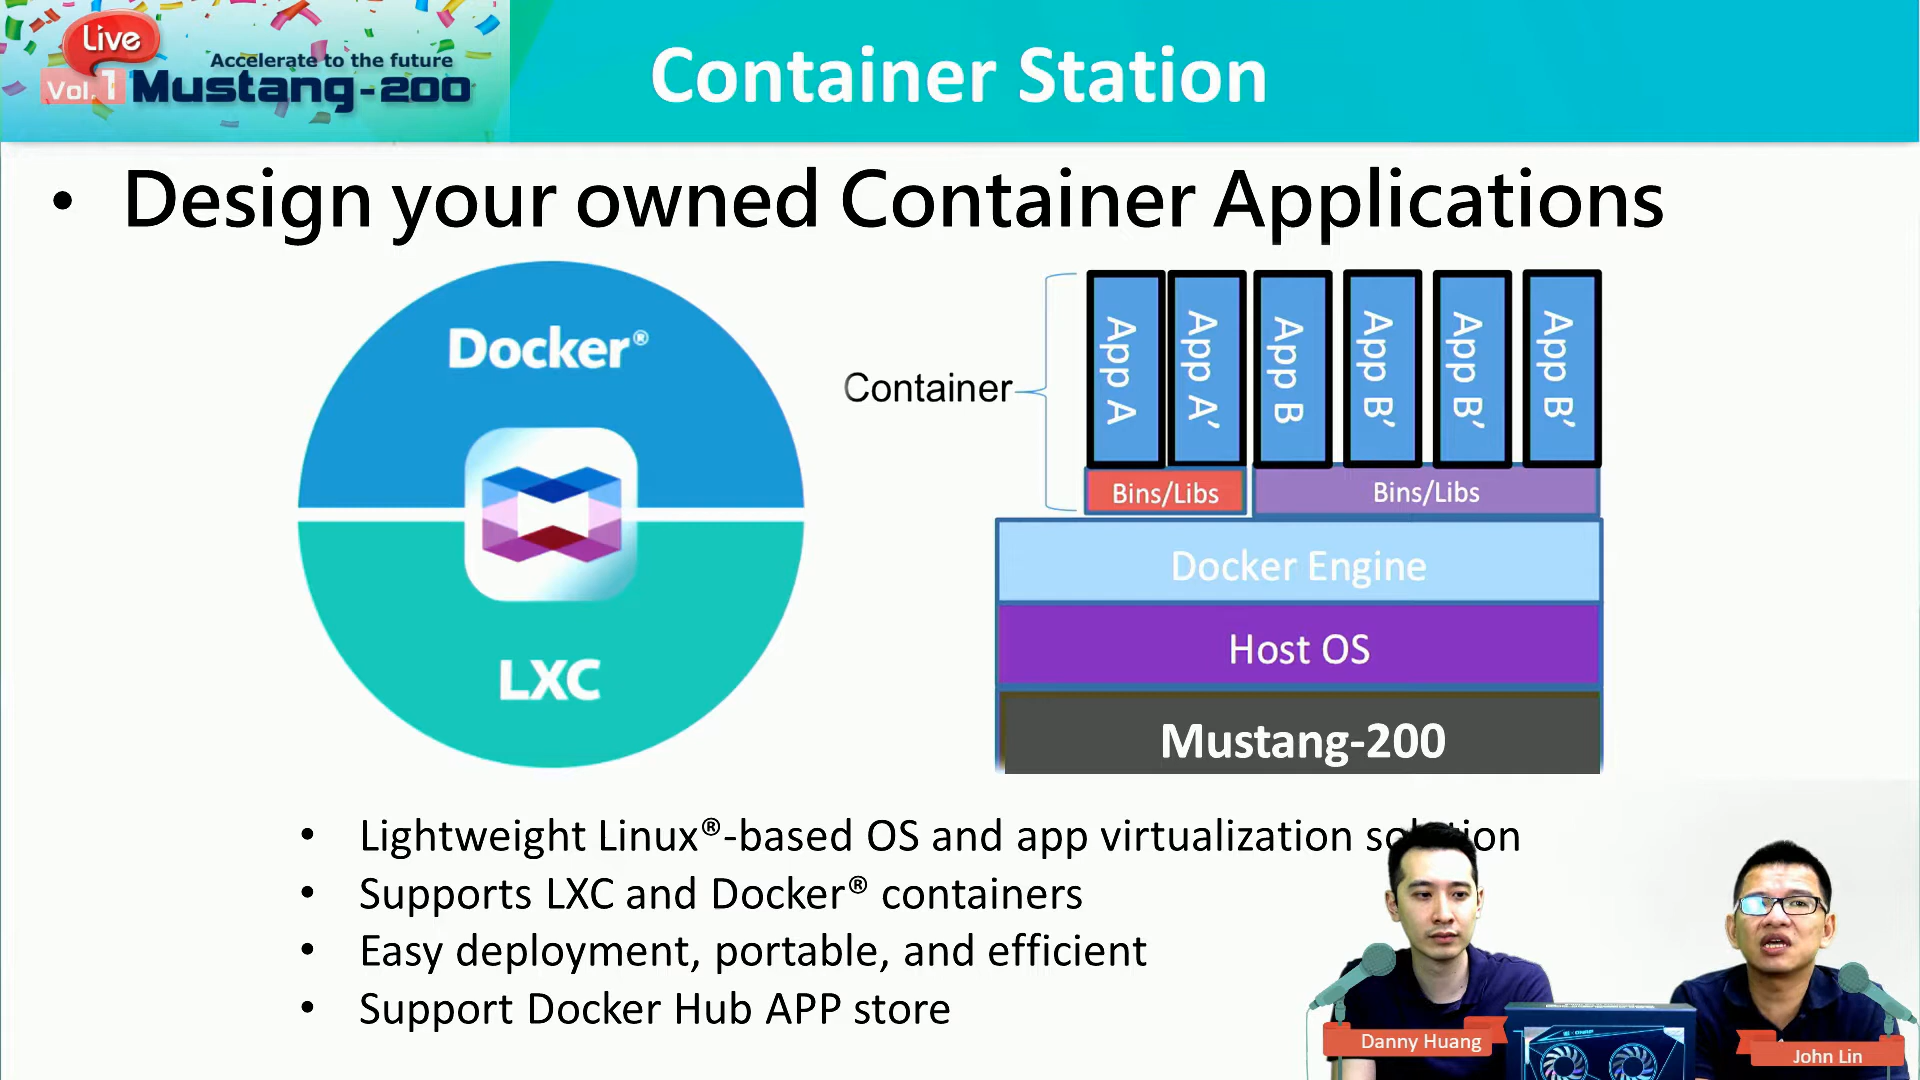 Live
Accelerate to the future
Vol.1 Mustang-200
Container Station
• Design your owned Container Applications
Docker®
LXC
Container
App A
App A’
App B
App B’
App B’
App B’
Bins/Libs
Bins/Libs
Docker Engine
Host OS
Mustang-200
• Lightweight Linux®-based OS and app virtualization solution
• Supports LXC and Docker® containers
• Easy deployment, portable, and efficient
• Support Docker Hub APP store
Danny Huang
John Lin